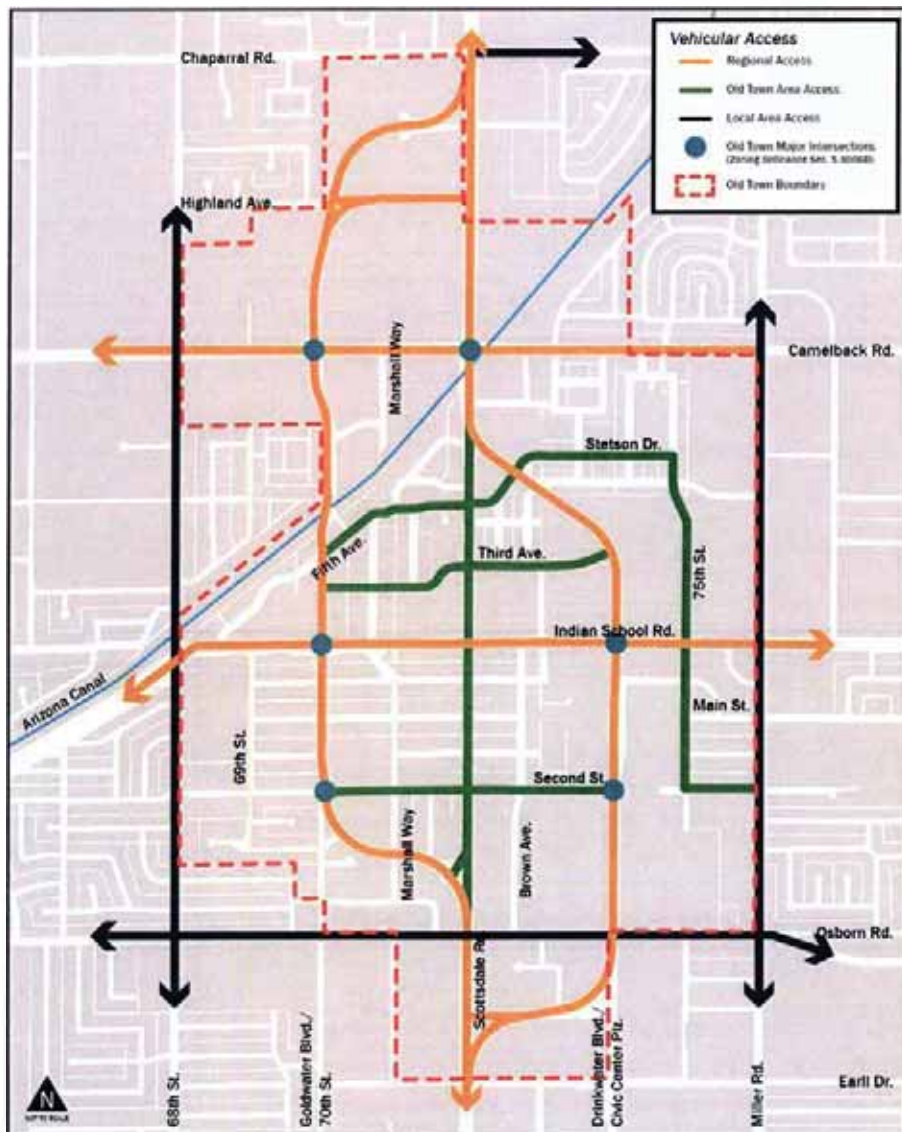 Vehicular Access
Regional Access
Old Town Area Access
Local Area Access
Old Town Major Intersections
Old Town Boundary
Chaparral Rd.
Highland Ave.
Camelback Rd.
Marshall Way
Stetson Dr.
Fifth Ave.
Third Ave.
75th St.
Indian School Rd.
Arizona Canal
69th St.
Main St.
Second St.
Marshall Way
Brown Ave.
Osborn Rd.
Scottsdale
68th St.
Goldwater Blvd./
70th St.
Drinkwater Blvd./
Civic Center Plz.
Miller Rd.
Earll Dr.
N